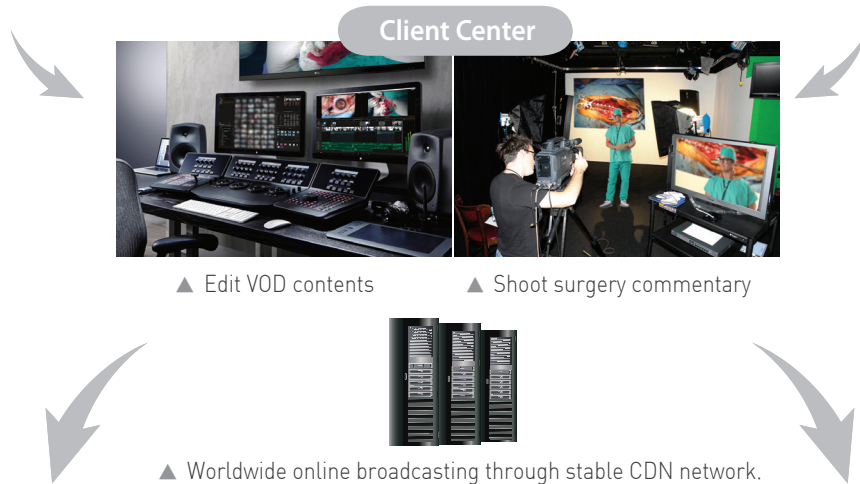 Client Center
▲ Edit VOD contents
▲ Shoot surgery commentary
▲ Worldwide online broadcasting through stable CDN network.